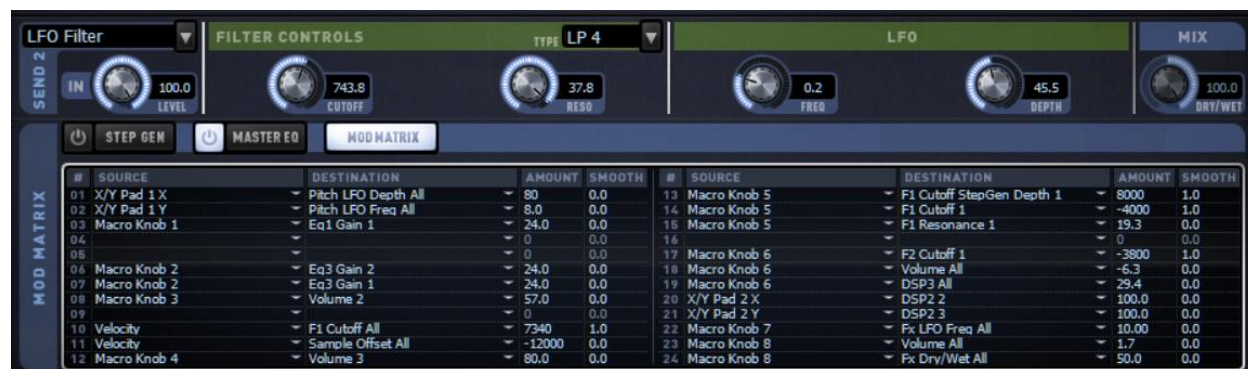 LFO Filter FILTER CONTROLS TYPE LP 4 LFO MIX
SEND 2
IN 100.0 743.8 37.8 0.2 45.5 100.0
LEVEL CUTOFF RESO FREQ DEPTH DRY/WET
STEP GEN MASTER EQ MOD MATRIX
MOD MATRIX
# SOURCE DESTINATION AMOUNT SMOOTH # SOURCE DESTINATION AMOUNT SMOOTH
01 X/Y Pad 1 X Pitch LFO Depth All 80 0.0 13 Macro Knob 5 F1 Cutoff StepGen Depth 1 8000 1.0
02 X/Y Pad 1 Y Pitch LFO Freq All 8.0 0.0 14 Macro Knob 5 F1 Cutoff 1 -4000 1.0
03 Macro Knob 1 Eq1 Gain 1 24.0 0.0 15 Macro Knob 5 F1 Resonance 1 19.3 0.0
04 0 0.0 16 0 0.0
05 0 0.0 17 Macro Knob 6 F2 Cutoff 1 -3800 1.0
06 Macro Knob 2 Eq3 Gain 2 24.0 0.0 18 Macro Knob 6 Volume All -6.3 0.0
07 Macro Knob 2 Eq3 Gain 1 24.0 0.0 19 Macro Knob 6 DSP3 All 29.4 0.0
08 Macro Knob 3 Volume 2 57.0 0.0 20 X/Y Pad 2 X DSP2 2 100.0 0.0
09 0 0.0 21 X/Y Pad 2 Y DSP2 3 100.0 0.0
10 Velocity F1 Cutoff All 7340 1.0 22 Macro Knob 7 Fx LFO Freq All 10.00 0.0
11 Velocity Sample Offset All -12000 0.0 23 Macro Knob 8 Volume All 1.7 0.0
12 Macro Knob 4 Volume 3 80.0 0.0 24 Macro Knob 8 Fx Dry/Wet All 50.0 0.0